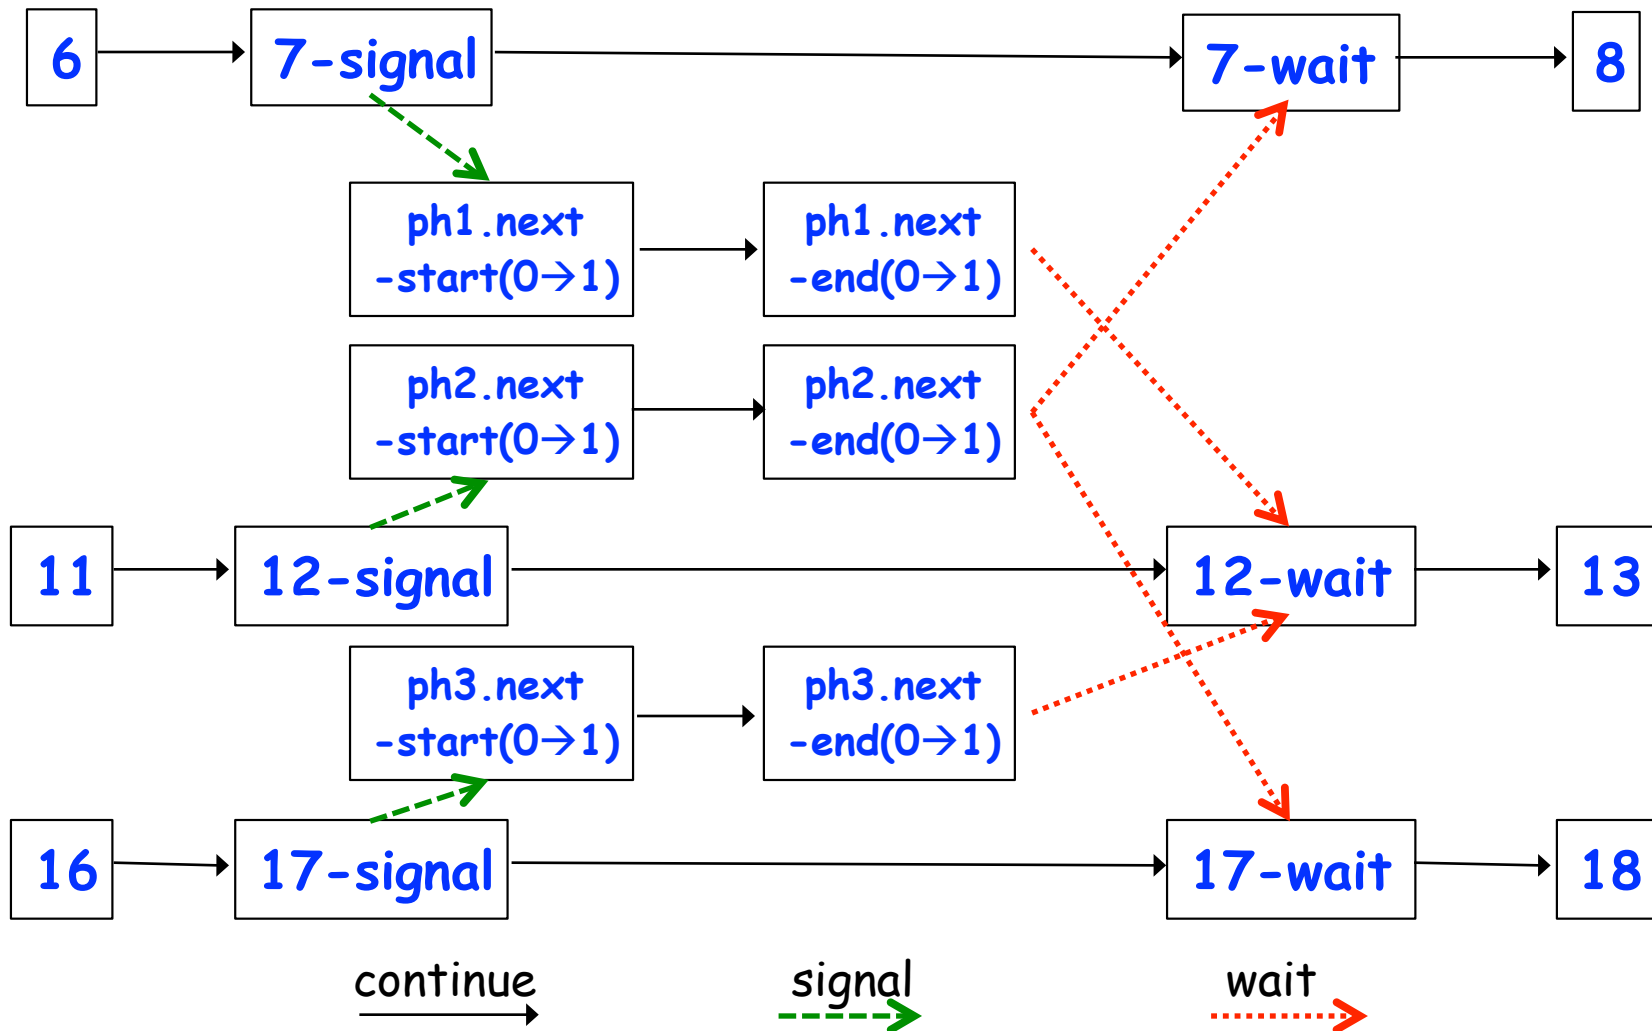 6
7-signal
7-wait
8
ph1.next
-start(0→1)
ph1.next
-end(0→1)
ph2.next
-start(0→1)
ph2.next
-end(0→1)
11
12-signal
12-wait
13
ph3.next
-start(0→1)
ph3.next
-end(0→1)
16
17-signal
17-wait
18
continue
signal
wait